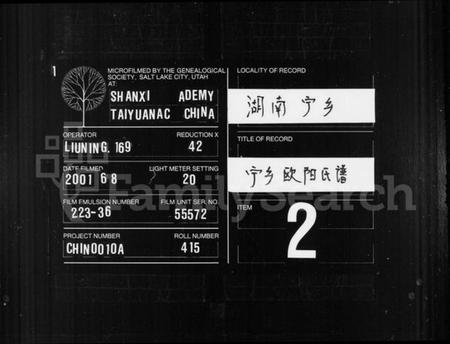 1
MICROFILMED BY THE GENEALOGICAL
SOCIETY, SALT LAKE CITY, UTAH
AT:
SHANXI ADEMY
TAIYUANAC CHINA
OPERATOR
REDUCTION X
LIUNING. 169
42
DATE FILMED
LIGHT METER SETTING
2001 6 8
20
FILM EMULSION NUMBER
FILM UNIT SER. NO.
223-36
55572
PROJECT NUMBER
ROLL NUMBER
CHIN0010A
415
LOCALITY OF RECORD
湖南 宁乡
TITLE OF RECORD
宁乡欧阳氏谱
ITEM
2
FamilySearch